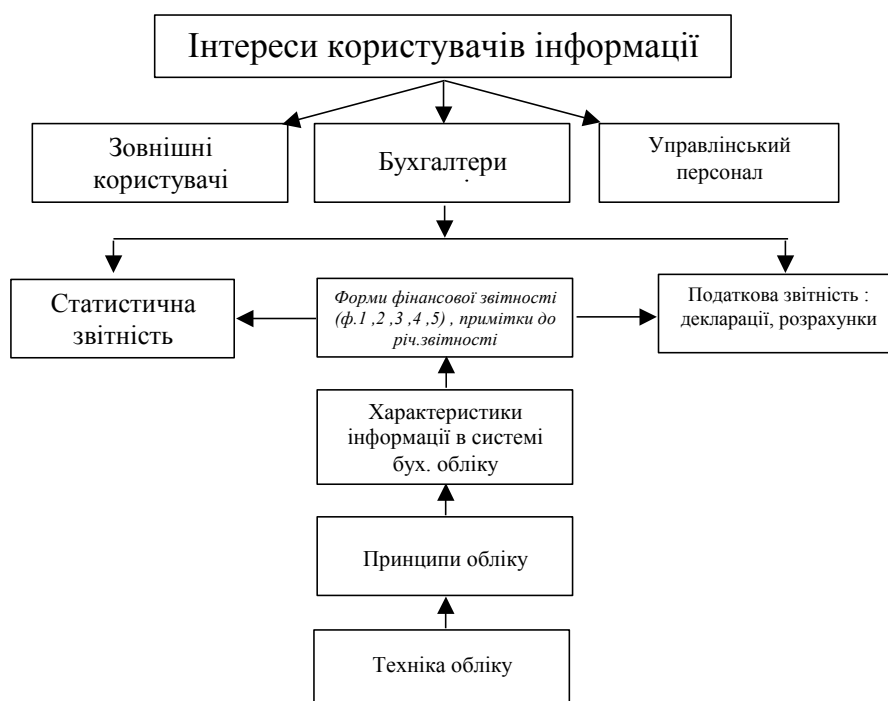 Інтереси користувачів інформації
Зовнішні
користувачі
Бухгалтери
Управлінський
персонал
Статистична
звітність
Форми фінансової звітності
(ф.1 ,2 ,3 ,4 ,5) , примітки до
річ.звітності
Податкова звітність :
декларації, розрахунки
Характеристики
інформації в системі
бух. обліку
Принципи обліку
Техніка обліку